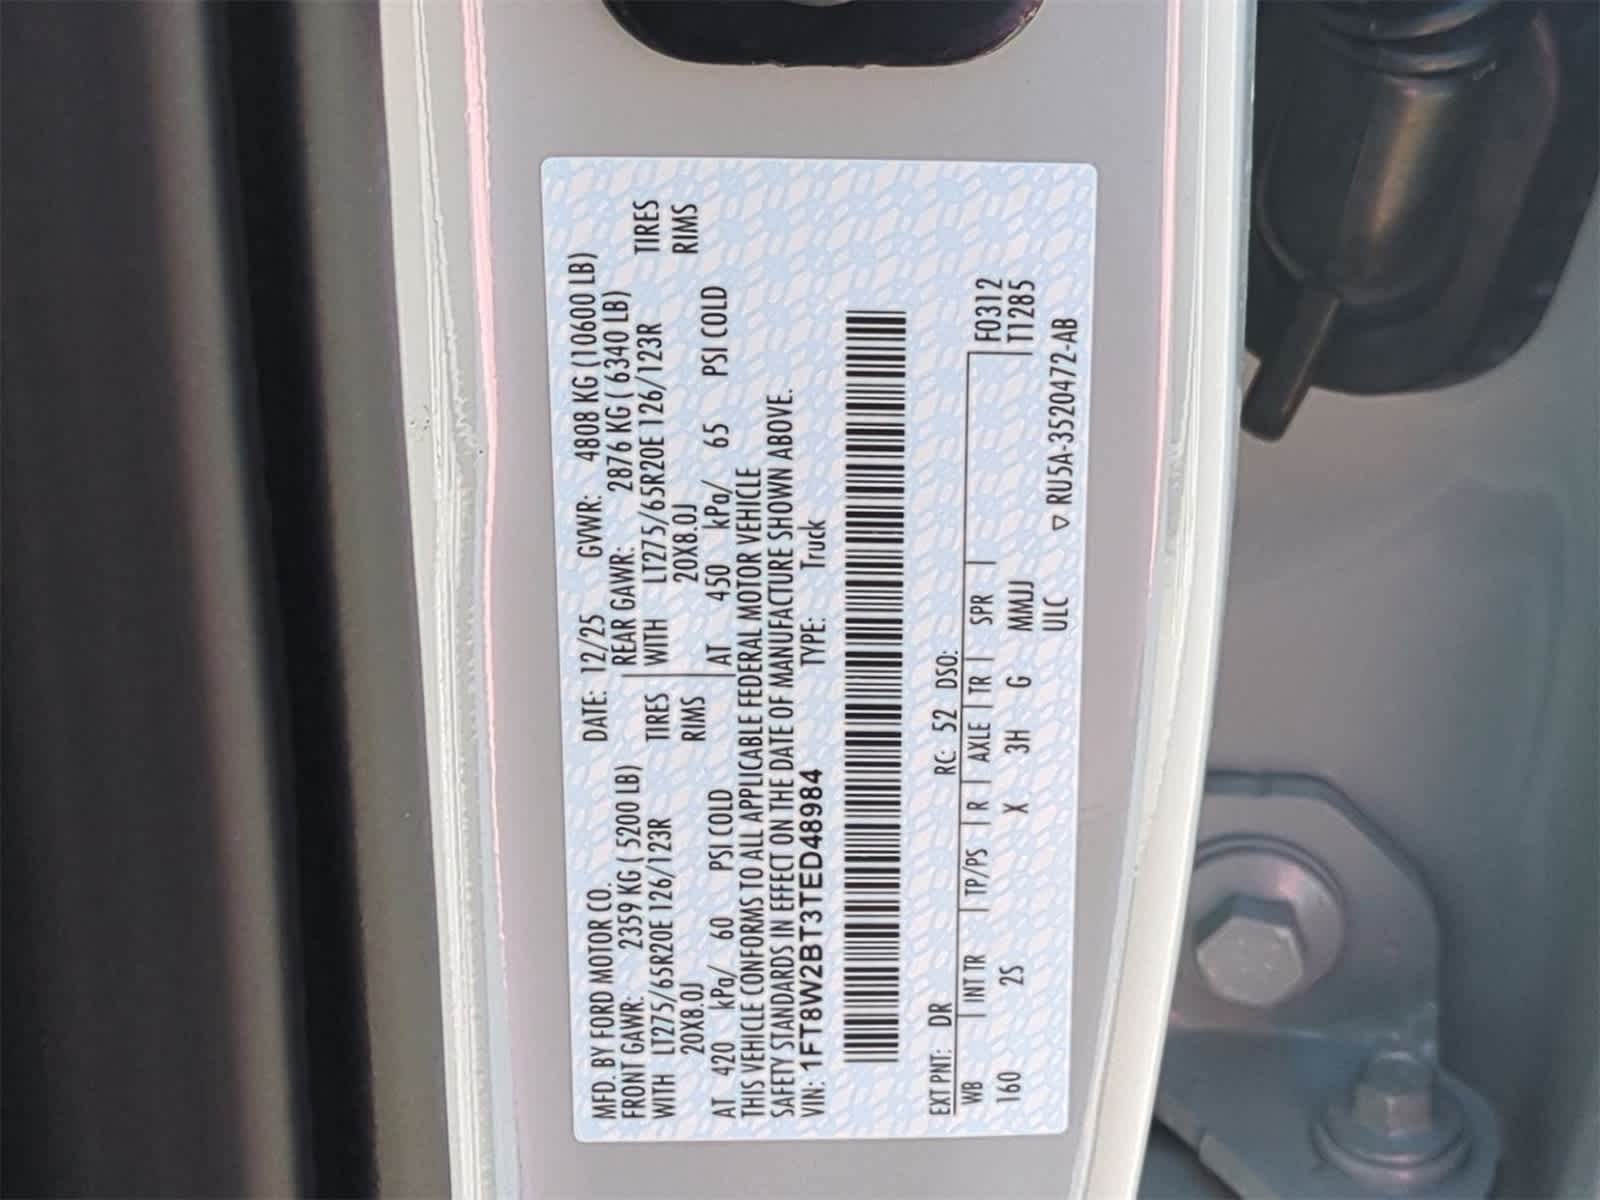 MFD. BY FORD MOTOR CO. DATE: 12/25 GVWR: 4808 KG (10600 LB)
FRONT GAWR: 2359 KG ( 5200 LB) REAR GAWR: 2876 KG ( 6340 LB)
WITH LT275/65R20E 126/123R TIRES WITH LT275/65R20E 126/123R TIRES
20X8.0J RIMS 20X8.0J RIMS
AT 420 kPa/ 60 PSI COLD AT 450 kPa/ 65 PSI COLD
THIS VEHICLE CONFORMS TO ALL APPLICABLE FEDERAL MOTOR VEHICLE
SAFETY STANDARDS IN EFFECT ON THE DATE OF MANUFACTURE SHOWN ABOVE.
VIN: 1FT8W2BT3TED48984 TYPE: Truck
EXT PNT: DR RC: 52 DSO:
WB INT TR TP/PS R AXLE TR SPR F0312
160 2S X 3H G MMUJ T1285
ULC ▽ RU5A-3520472-AB